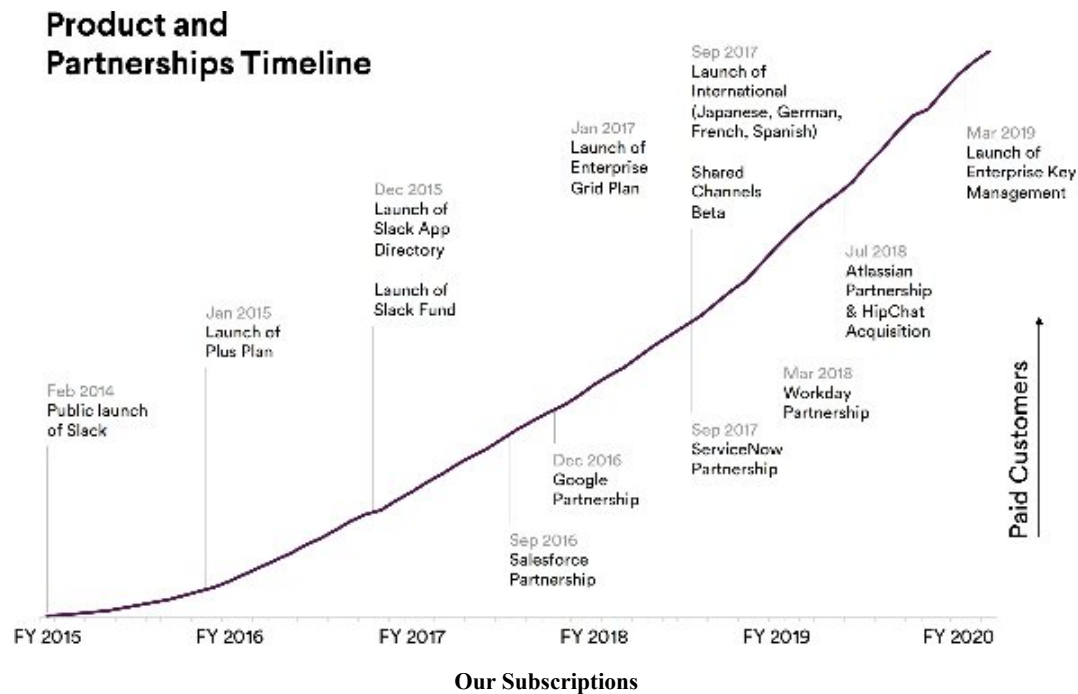 Product and
Partnerships Timeline
Feb 2014
Public launch
of Slack
Jan 2015
Launch of
Plus Plan
Dec 2015
Launch of
Slack App
Directory
Launch of
Slack Fund
Sep 2016
Salesforce
Partnership
Dec 2016
Google
Partnership
Jan 2017
Launch of
Enterprise
Grid Plan
Sep 2017
Launch of
International
(Japanese, German,
French, Spanish)
Shared
Channels
Beta
Sep 2017
ServiceNow
Partnership
Mar 2018
Workday
Partnership
Jul 2018
Atlassian
Partnership
& HipChat
Acquisition
Mar 2019
Launch of
Enterprise Key
Management
Paid Customers
FY 2015 FY 2016 FY 2017 FY 2018 FY 2019 FY 2020
Our Subscriptions